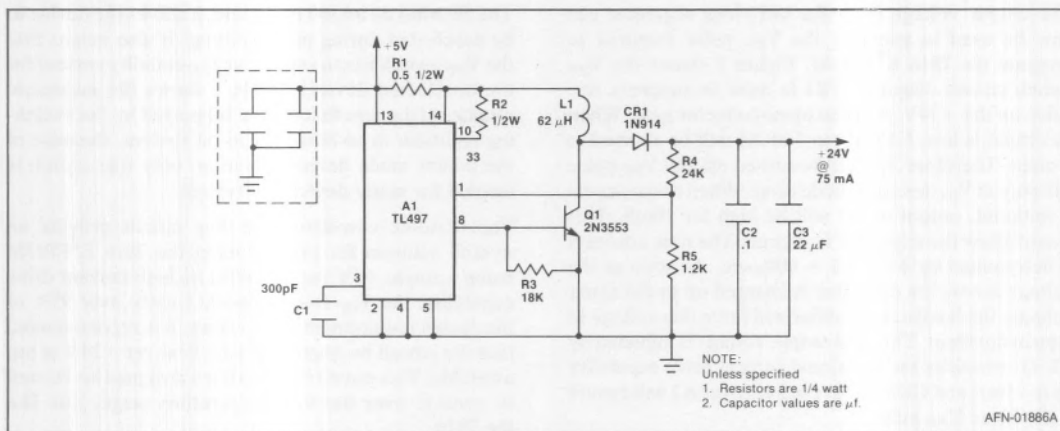 +5V
R1
0.5 1/2W
13
14
R2
1/2W
10
33
L1
62 μH
CR1
1N914
+24V
@
75 mA
R4
24K
1
A1
TL497
8
Q1
2N3553
C2
.1
C3
22 μF
R5
1.2K
R3
18K
3
300pF
C1
2
4
5
NOTE:
Unless specified
1. Resistors are 1/4 watt
2. Capacitor values are μf.
AFN-01886A